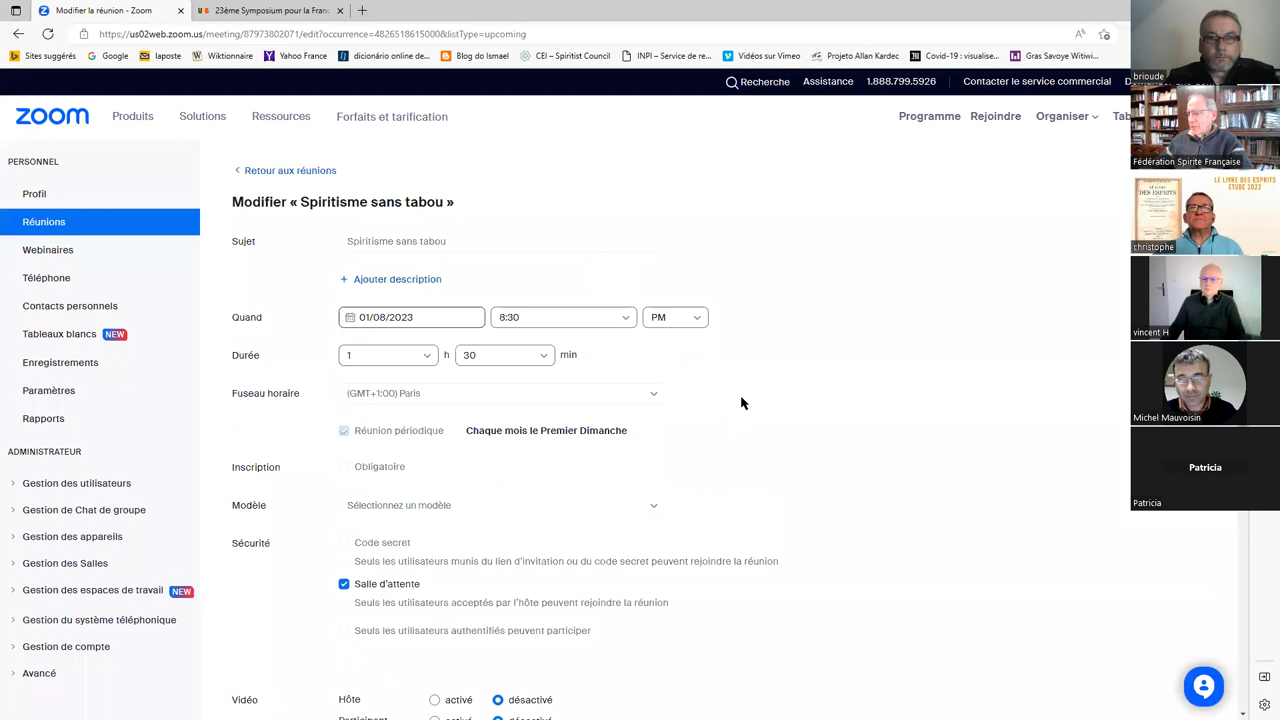 Modifier la réunion - Zoom
23ème Symposium pour la Franc
https://us02web.zoom.us/meeting/87973802071/edit?occurrence=4826518615000&listType=upcoming
Sites suggérés
Google
laposte
Wiktionnaire
Yahoo France
dicionário online de...
Blog do Ismael
CEI – Spiritist Council
INPI – Service de re...
Vidéos sur Vimeo
Projeto Allan Kardec
Covid-19 : visualise...
Gras Savoye Witwi...
Recherche
Assistance
1.888.799.5926
Contacter le service commercial
zoom
Produits
Solutions
Ressources
Forfaits et tarification
Programme
Rejoindre
Organiser
Tab
PERSONNEL
Profil
Réunions
Webinaires
Téléphone
Contacts personnels
Tableaux blancs NEW
Enregistrements
Paramètres
Rapports
ADMINISTRATEUR
Gestion des utilisateurs
Gestion de Chat de groupe
Gestion des appareils
Gestion des Salles
Gestion des espaces de travail NEW
Gestion du système téléphonique
Gestion de compte
Avancé
Retour aux réunions
Modifier « Spiritisme sans tabou »
Sujet Spiritisme sans tabou
+ Ajouter description
Quand 01/08/2023 8:30 PM
Durée 1 h 30 min
Fuseau horaire (GMT+1:00) Paris
Réunion périodique Chaque mois le Premier Dimanche
Inscription Obligatoire
Modèle Sélectionnez un modèle
Sécurité Code secret
Seuls les utilisateurs munis du lien d'invitation ou du code secret peuvent rejoindre la réunion
Salle d'attente
Seuls les utilisateurs acceptés par l'hôte peuvent rejoindre la réunion
Seuls les utilisateurs authentifiés peuvent participer
Vidéo Hôte activé désactivé
brioude
Fédération Spirite Française
LE LIVRE DES ESPRITS
ETUDE 2022
christophe
vincent H
Michel Mauvoisin
Patricia
Patricia